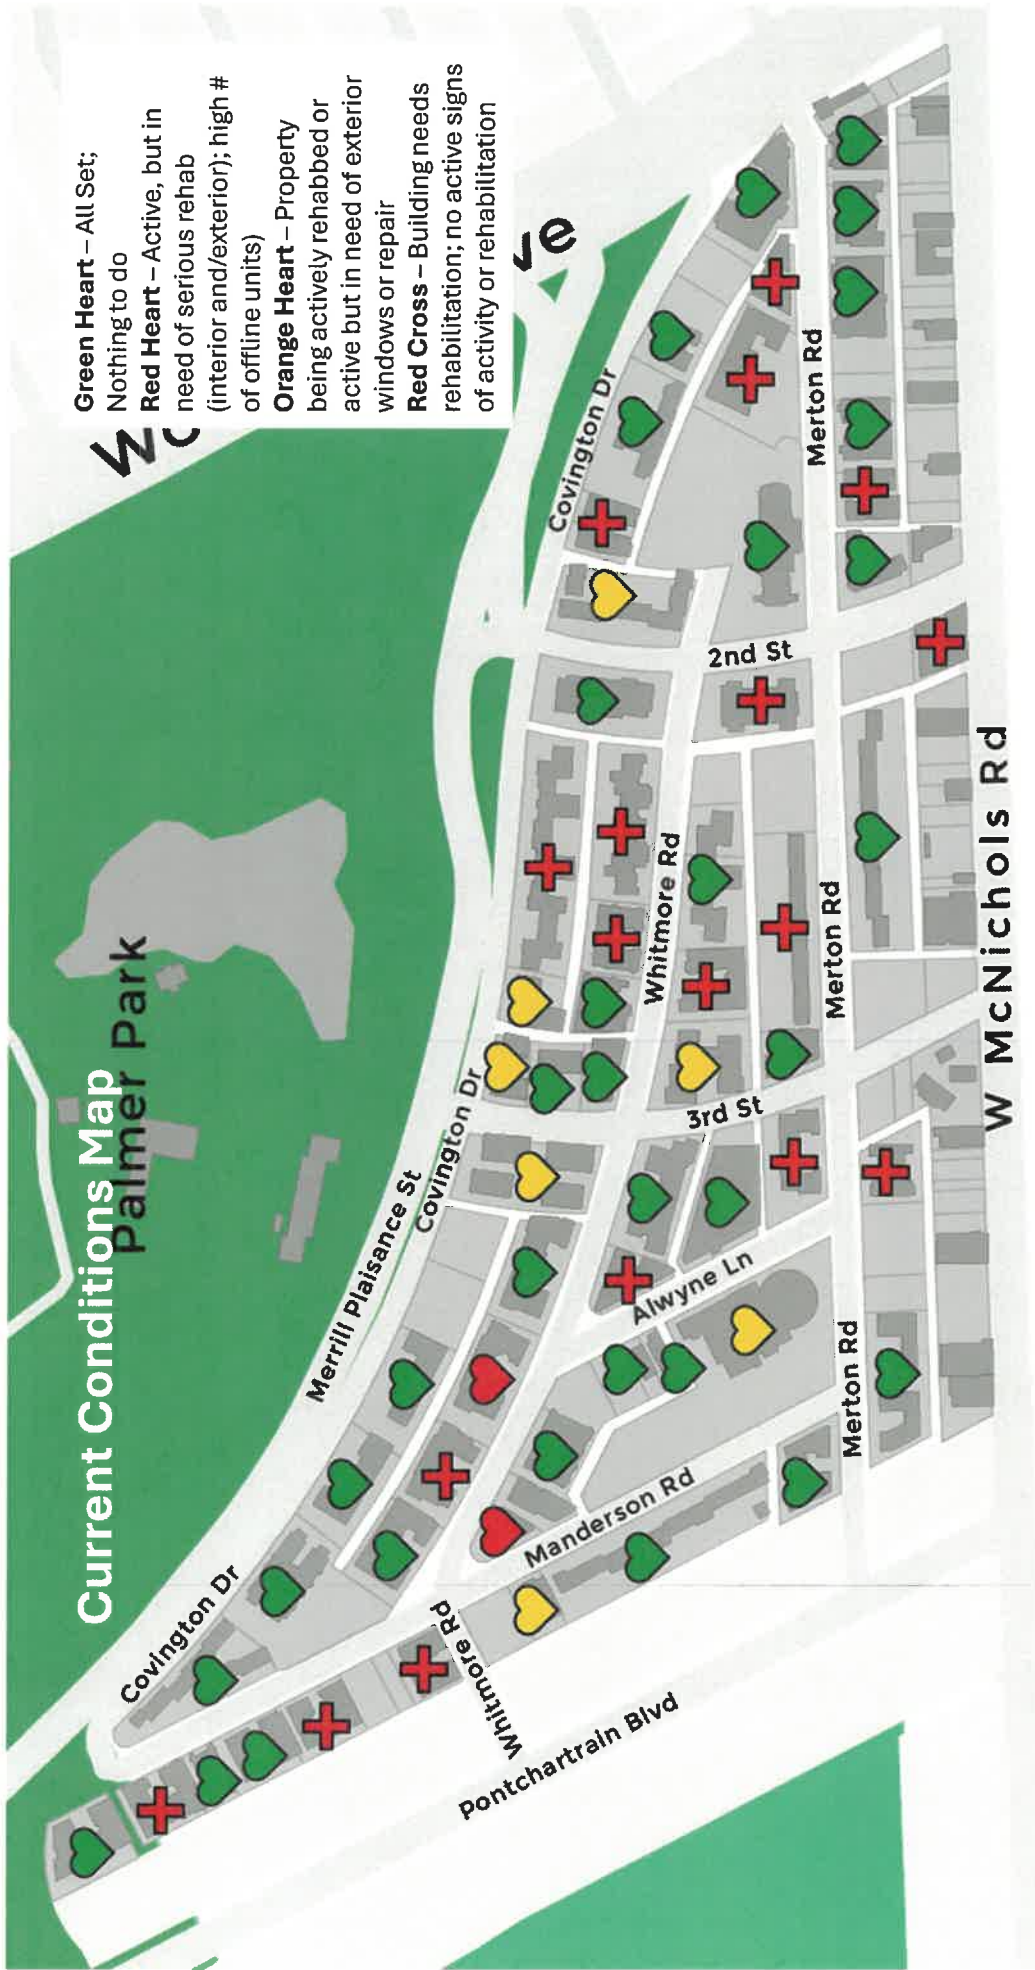 Current Conditions Map
Palmer Park
Green Heart – All Set;
Nothing to do
Red Heart – Active, but in
need of serious rehab
(interior and/exterior); high #
of offline units)
Orange Heart – Property
being actively rehabbed or
active but in need of exterior
windows or repair
Red Cross – Building needs
rehabilitation; no active signs
of activity or rehabilitation
Covington Dr
Merrill Plaisance St
Covington Dr
Covington Dr
Whitmore Rd
Whitmore Rd
Pontchartrain Blvd
Manderson Rd
Alwyne Ln
3rd St
2nd St
Merton Rd
Merton Rd
Merton Rd
W McNichols Rd